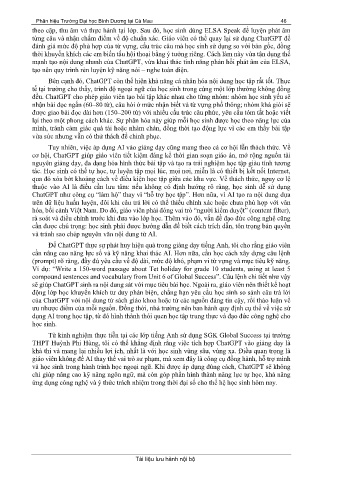 Phân hiệu Trường Đại học Bình Dương tại Cà Mau 46
theo cặp, thu âm và thực hành tại lớp. Sau đó, học sinh dùng ELSA Speak để luyện phát âm
từng câu và nhận chấm điểm về độ chuẩn xác. Giáo viên có thể quay lại sử dụng ChatGPT để
đánh giá mức độ phù hợp của từ vựng, cấu trúc câu mà học sinh sử dụng so với bản gốc, đồng
thời khuyến khích các em biến tấu hội thoại bằng ý tưởng riêng. Cách làm này vừa tận dụng thế
mạnh tạo nội dung nhanh của ChatGPT, vừa khai thác tính năng phản hồi phát âm của ELSA,
tạo nên quy trình rèn luyện kỹ năng nói – nghe toàn diện.
Bên cạnh đó, ChatGPT còn thể hiện khả năng cá nhân hóa nội dung học tập rất tốt. Thực
tế tại trường cho thấy, trình độ ngoại ngữ của học sinh trong cùng một lớp thường không đồng
đều. ChatGPT cho phép giáo viên tạo bài tập khác nhau cho từng nhóm: nhóm học sinh yếu sẽ
nhận bài đọc ngắn (60–80 từ), câu hỏi ở mức nhận biết và từ vựng phổ thông; nhóm khá giỏi sẽ
được giao bài đọc dài hơn (150–200 từ) với nhiều cấu trúc câu phức, yêu cầu tóm tắt hoặc viết
lại theo một phong cách khác. Sự phân hóa này giúp mỗi học sinh được học theo năng lực của
mình, tránh cảm giác quá tải hoặc nhàm chán, đồng thời tạo động lực vì các em thấy bài tập
vừa sức nhưng vẫn có thử thách để chinh phục.
Tuy nhiên, việc áp dụng AI vào giảng dạy cũng mang theo cả cơ hội lẫn thách thức. Về
cơ hội, ChatGPT giúp giáo viên tiết kiệm đáng kể thời gian soạn giáo án, mở rộng nguồn tài
nguyên giảng dạy, đa dạng hóa hình thức bài tập và tạo ra trải nghiệm học tập giàu tính tương
tác. Học sinh có thể tự học, tự luyện tập mọi lúc, mọi nơi, miễn là có thiết bị kết nối Internet,
qua đó xóa bớt khoảng cách về điều kiện học tập giữa các khu vực. Về thách thức, nguy cơ lệ
thuộc vào AI là điều cần lưu tâm: nếu không có định hướng rõ ràng, học sinh dễ sử dụng
ChatGPT như công cụ “làm hộ” thay vì “hỗ trợ học tập”. Hơn nữa, vì AI tạo ra nội dung dựa
trên dữ liệu huấn luyện, đôi khi câu trả lời có thể thiếu chính xác hoặc chưa phù hợp với văn
hóa, bối cảnh Việt Nam. Do đó, giáo viên phải đóng vai trò “người kiểm duyệt” (content filter),
rà soát và điều chỉnh trước khi đưa vào lớp học. Thêm vào đó, vấn đề đạo đức công nghệ cũng
cần được chú trọng: học sinh phải được hướng dẫn để biết cách trích dẫn, tôn trọng bản quyền
và tránh sao chép nguyên văn nội dung từ AI.
Để ChatGPT thực sự phát huy hiệu quả trong giảng dạy tiếng Anh, tôi cho rằng giáo viên
cần nâng cao năng lực số và kỹ năng khai thác AI. Hơn nữa, cần học cách xây dựng câu lệnh
(prompt) rõ ràng, đầy đủ yêu cầu về độ dài, mức độ khó, phạm vi từ vựng và mục tiêu kỹ năng.
Ví dụ: “Write a 150-word passage about Tet holiday for grade 10 students, using at least 5
compound sentences and vocabulary from Unit 6 of Global Success”. Câu lệnh chi tiết như vậy
sẽ giúp ChatGPT sinh ra nội dung sát với mục tiêu bài học. Ngoài ra, giáo viên nên thiết kế hoạt
động lớp học khuyến khích tư duy phản biện, chẳng hạn yêu cầu học sinh so sánh câu trả lời
của ChatGPT với nội dung từ sách giáo khoa hoặc từ các nguồn đáng tin cậy, rồi thảo luận về
ưu nhược điểm của mỗi nguồn. Đồng thời, nhà trường nên ban hành quy định cụ thể về việc sử
dụng AI trong học tập, từ đó hình thành thói quen học tập trung thực và đạo đức công nghệ cho
học sinh.
Từ kinh nghiệm thực tiễn tại các lớp tiếng Anh sử dụng SGK Global Success tại trường
THPT Huỳnh Phi Hùng, tôi có thể khẳng định rằng việc tích hợp ChatGPT vào giảng dạy là
khả thi và mang lại nhiều lợi ích, nhất là với học sinh vùng sâu, vùng xa. Điều quan trọng là
giáo viên không để AI thay thế vai trò sư phạm, mà xem đây là công cụ đồng hành, hỗ trợ mình
và học sinh trong hành trình học ngoại ngữ. Khi được áp dụng đúng cách, ChatGPT sẽ không
chỉ giúp nâng cao kỹ năng ngôn ngữ, mà còn góp phần hình thành năng lực tự học, khả năng
ứng dụng công nghệ và ý thức trách nhiệm trong thời đại số cho thế hệ học sinh hôm nay.
Tài liệu lưu hành nội bộ